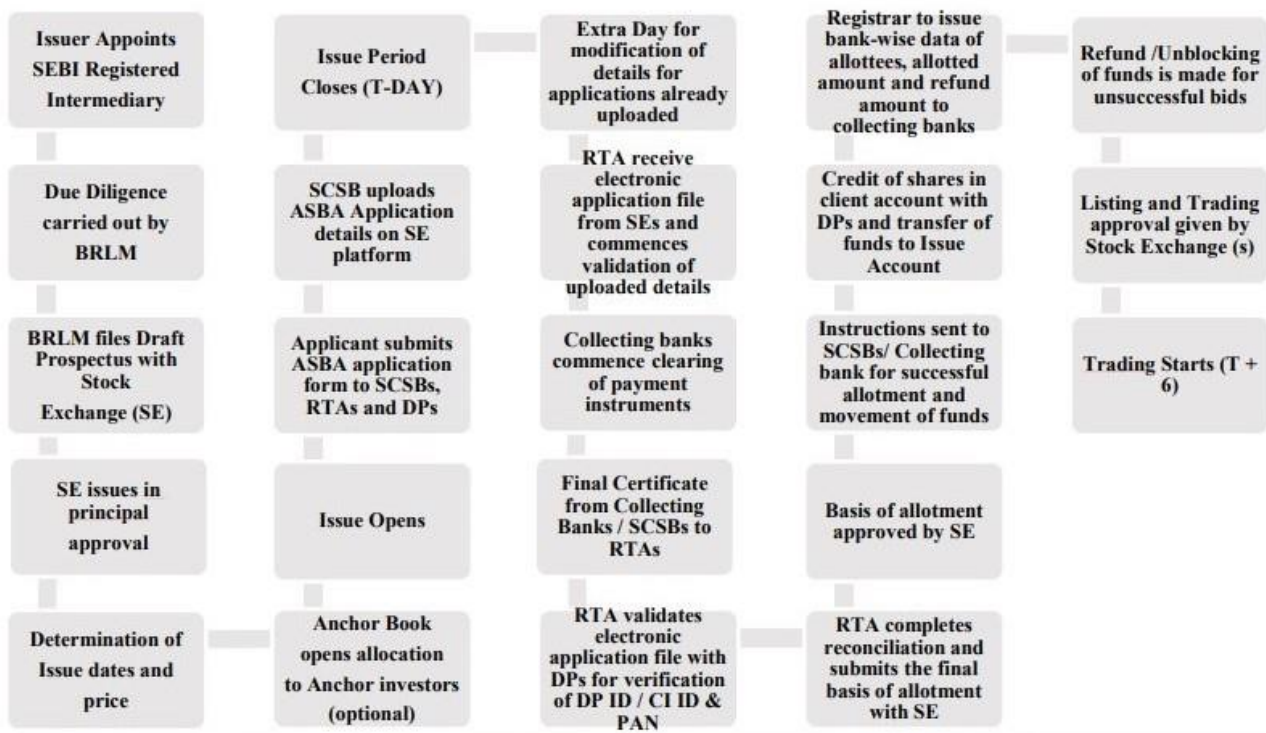 Issuer Appoints
SEBI Registered
Intermediary
Due Diligence
carried out by
BRLM
BRLM files Draft
Prospectus with
Stock
Exchange (SE)
SE issues in
principal
approval
Determination of
Issue dates and
price
Anchor Book
opens allocation
to Anchor investors
(optional)
Issue Opens
Applicant submits
ASBA application
form to SCSBs,
RTAs and DPs
SCSB uploads
ASBA Application
details on SE
platform
Issue Period
Closes (T-DAY)
Extra Day for
modification of
details for
applications already
uploaded
RTA receive
electronic
application file
from SEs and
commences
validation of
uploaded details
Collecting banks
commence clearing
of payment
instruments
Final Certificate
from Collecting
Banks / SCSBs to
RTAs
RTA validates
electronic
application file with
DPs for verification
of DP ID / CI ID &
PAN
RTA completes
reconciliation and
submits the final
basis of allotment
with SE
Basis of allotment
approved by SE
Instructions sent to
SCSBs/ Collecting
bank for successful
allotment and
movement of funds
Credit of shares in
client account with
DPs and transfer of
funds to Issue
Account
Registrar to issue
bank-wise data of
allottees, allotted
amount and refund
amount to
collecting banks
Refund /Unblocking
of funds is made for
unsuccessful bids
Listing and Trading
approval given by
Stock Exchange (s)
Trading Starts (T +
6)